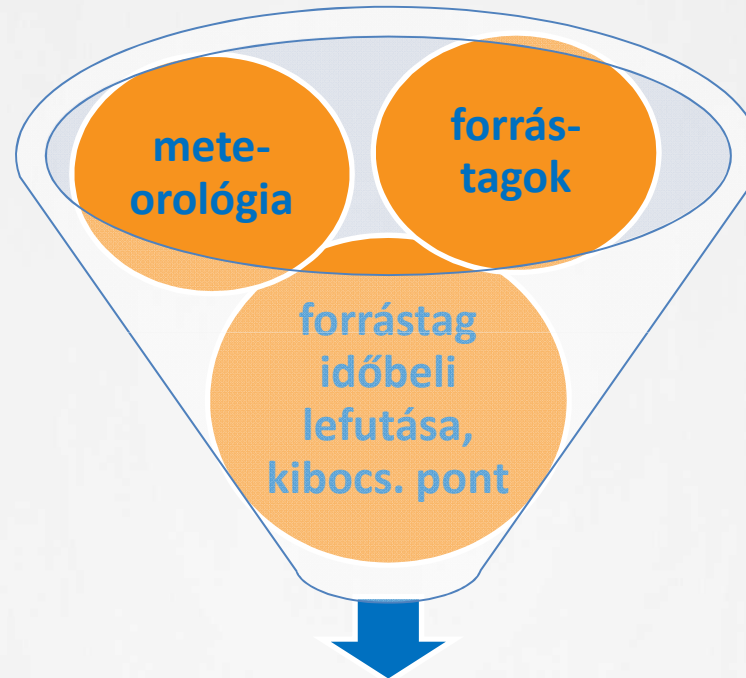 mete-
orológia
forrás-
tagok
forrástag
időbeli
lefutása,
kibocs. pont